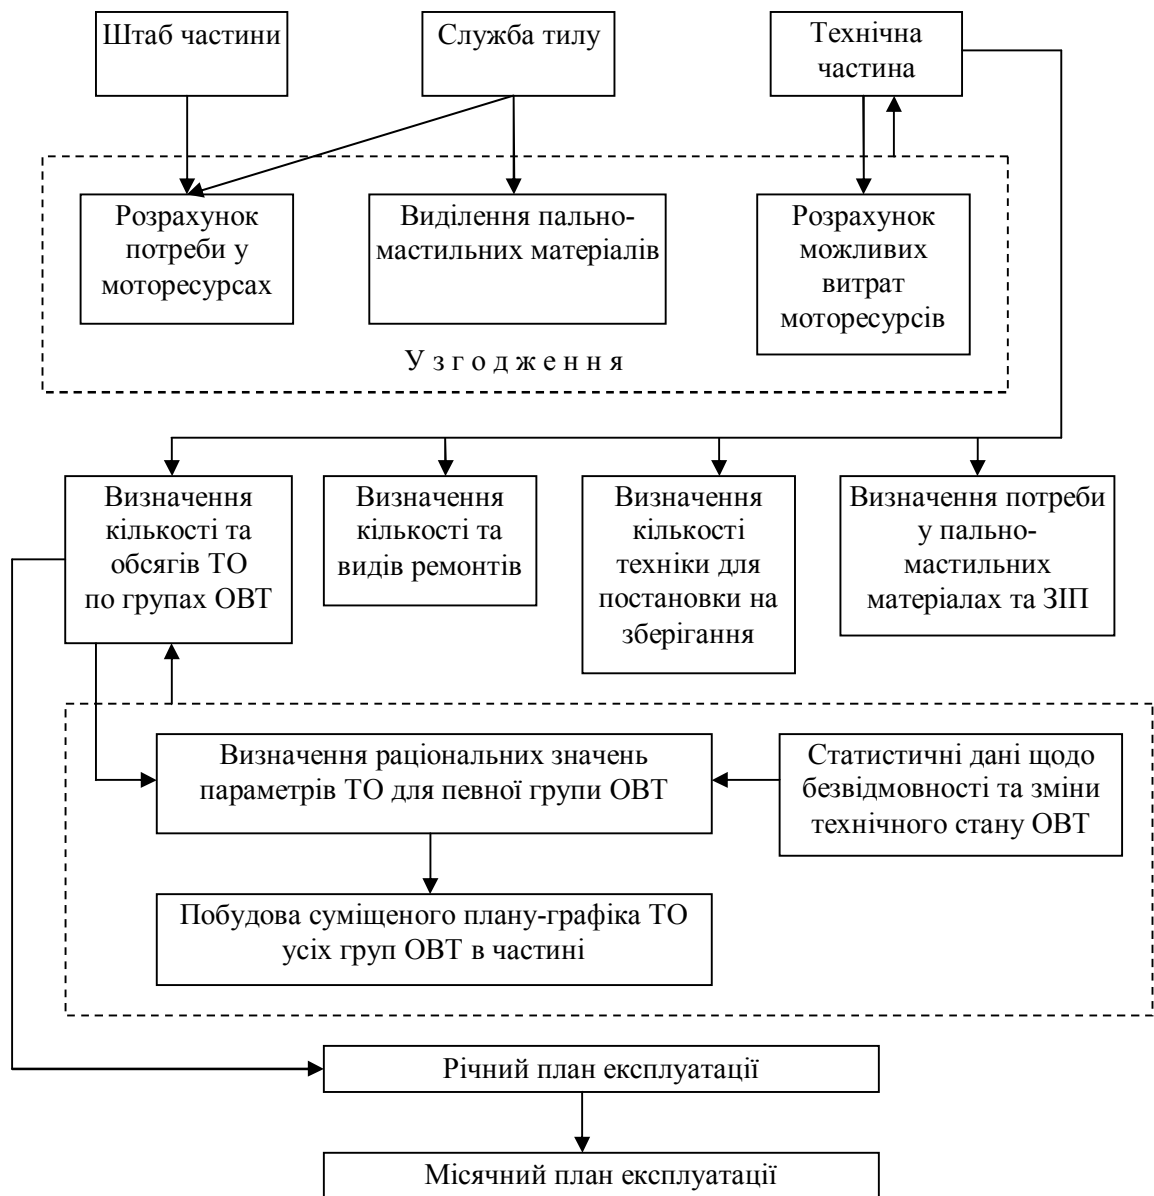 Штаб частини
Служба тилу
Технічна
частина
Розрахунок
потреби у
моторесурсах
Виділення пально-
мастильних матеріалів
Розрахунок
можливих
витрат
моторесурсів
У з г о д ж е н н я
Визначення
кількості та
обсягів ТО
по групах ОВТ
Визначення
кількості та
видів ремонтів
Визначення
кількості
техніки для
постановки на
зберігання
Визначення потреби
у пально-
мастильних
матеріалах та ЗІП
Визначення раціональних значень
параметрів ТО для певної групи ОВТ
Статистичні дані щодо
безвідмовності та зміни
технічного стану ОВТ
Побудова суміщеного плану-графіка ТО
усіх груп ОВТ в частині
Річний план експлуатації
Місячний план експлуатації